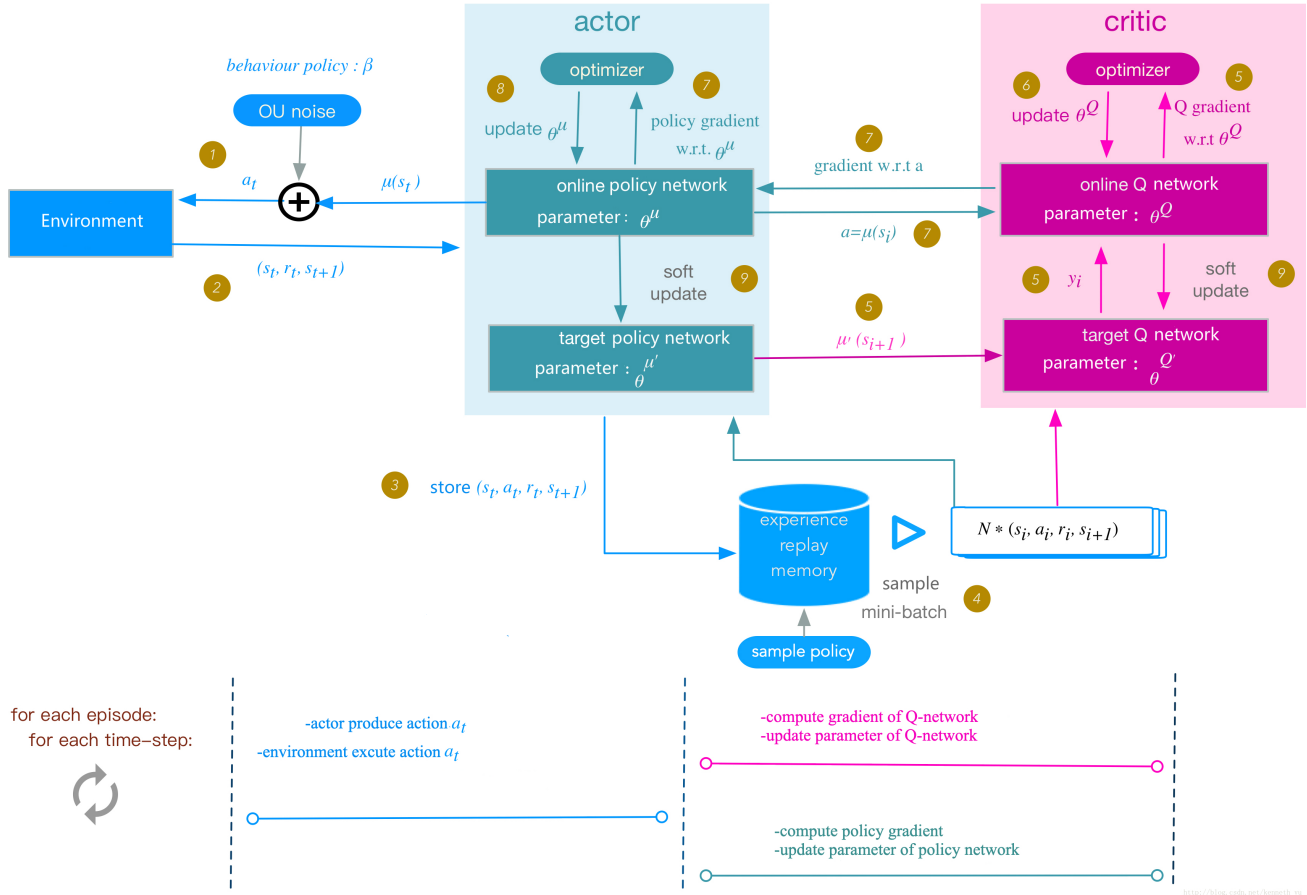 actor
critic
behaviour policy : β
OU noise
optimizer
optimizer
8
7
6
5
update θ^μ
policy gradient
w.r.t. θ^μ
update θ^Q
Q gradient
w.r.t θ^Q
1
a_t
μ(s_t)
7
gradient w.r.t a
Environment
online policy network
parameter : θ^μ
online Q network
parameter : θ^Q
a=μ(s_i)
7
(s_t, r_t, s_{t+1})
2
soft
update
9
5
y_i
soft
update
9
5
μ' (s_{i+1} )
target policy network
parameter : θ^{μ'}
target Q network
parameter : θ^{Q'}
3
store (s_t, a_t, r_t, s_{t+1})
experience
replay
memory
N * (s_i, a_i, r_i, s_{i+1})
sample
mini-batch
4
sample policy
for each episode:
for each time-step:
-actor produce action a_t
-environment excute action a_t
-compute gradient of Q-network
-update parameter of Q-network
-compute policy gradient
-update parameter of policy network